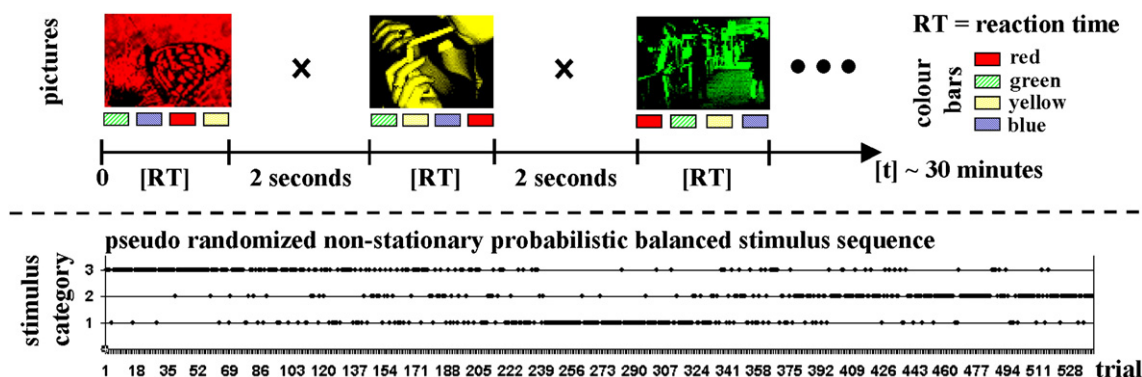 pictures
RT = reaction time
colour
bars
red
green
yellow
blue
0 [RT] 2 seconds [RT] 2 seconds [RT] [t] ~ 30 minutes
pseudo randomized non-stationary probabilistic balanced stimulus sequence
stimulus
category
3
2
1
1 18 35 52 69 86 103 120 137 154 171 188 205 222 239 256 273 290 307 324 341 358 375 392 409 426 443 460 477 494 511 528 trial